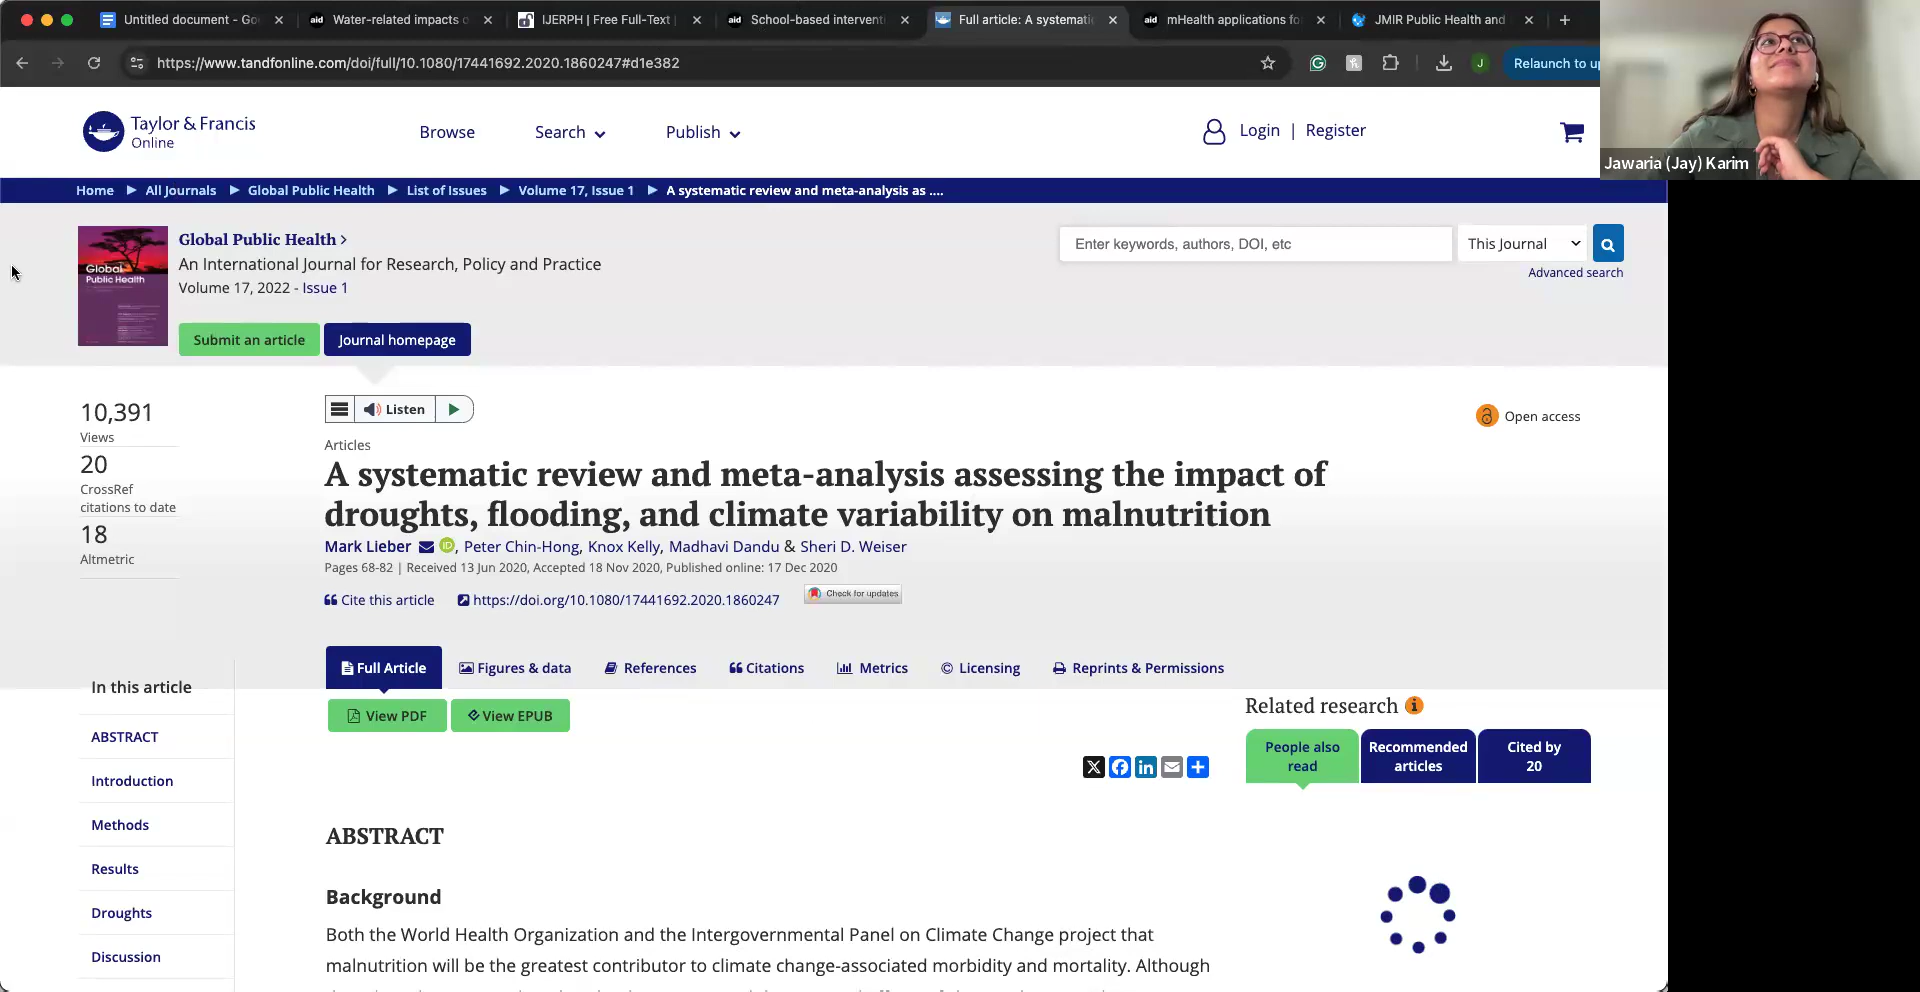 Untitled document - Go
Water-related impacts o
IJERPH | Free Full-Text
School-based interventi
Full article: A systemati
mHealth applications fo
JMIR Public Health and
https://www.tandfonline.com/doi/full/10.1080/17441692.2020.1860247#d1e382
J
Relaunch to up
Jawaria (Jay) Karim
Taylor & Francis
Online
Browse
Search
Publish
Login | Register
Home
All Journals
Global Public Health
List of Issues
Volume 17, Issue 1
A systematic review and meta-analysis as ....
Global
Public Health
Global Public Health
An International Journal for Research, Policy and Practice
Volume 17, 2022 - Issue 1
Submit an article
Journal homepage
Enter keywords, authors, DOI, etc
This Journal
Advanced search
10,391
Views
20
CrossRef
citations to date
18
Altmetric
Listen
Open access
Articles
A systematic review and meta-analysis assessing the impact of
droughts, flooding, and climate variability on malnutrition
Mark Lieber, Peter Chin-Hong, Knox Kelly, Madhavi Dandu & Sheri D. Weiser
Pages 68-82 | Received 13 Jun 2020, Accepted 18 Nov 2020, Published online: 17 Dec 2020
Cite this article
https://doi.org/10.1080/17441692.2020.1860247
Check for updates
Full Article
Figures & data
References
Citations
Metrics
Licensing
Reprints & Permissions
In this article
ABSTRACT
Introduction
Methods
Results
Droughts
Discussion
View PDF
View EPUB
Related research
People also
read
Recommended
articles
Cited by
20
ABSTRACT
Background
Both the World Health Organization and the Intergovernmental Panel on Climate Change project that
malnutrition will be the greatest contributor to climate change-associated morbidity and mortality. Although